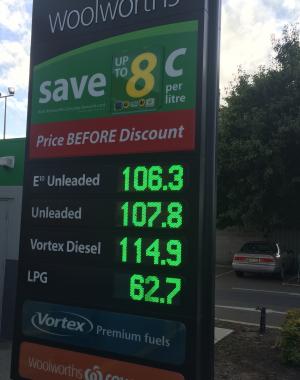 woolworths
save UP TO 8c per litre
Price BEFORE Discount
E10 Unleaded 106.3
Unleaded 107.8
Vortex Diesel 114.9
LPG 62.7
Vortex Premium fuels
Woolworths